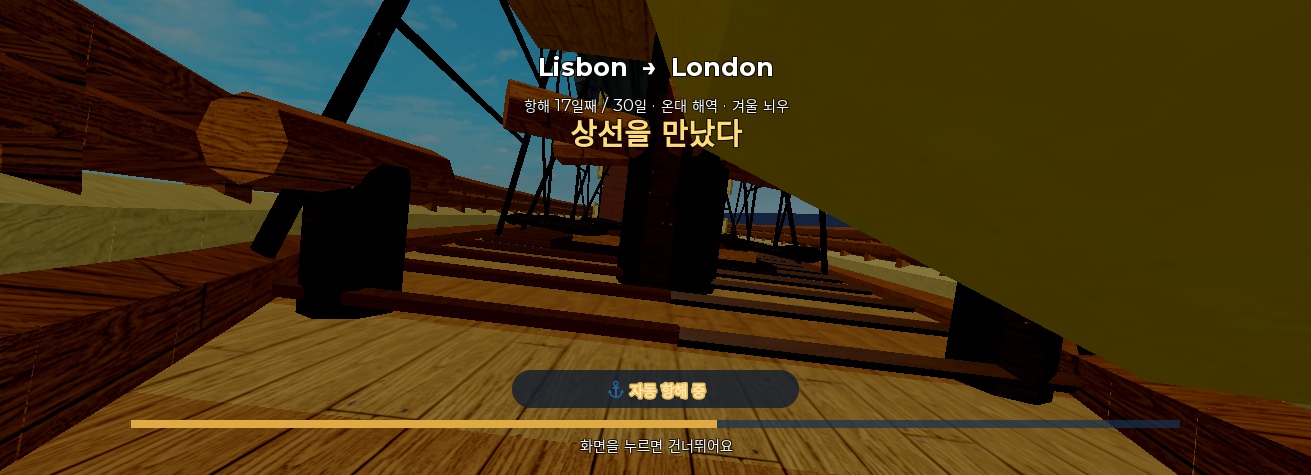 Lisbon → London
항해 17일째 / 30일 · 온대 해역 · 겨울 뇌우
상선을 만났다
⚓ 자동 항해 중
화면을 누르면 건너뛰어요